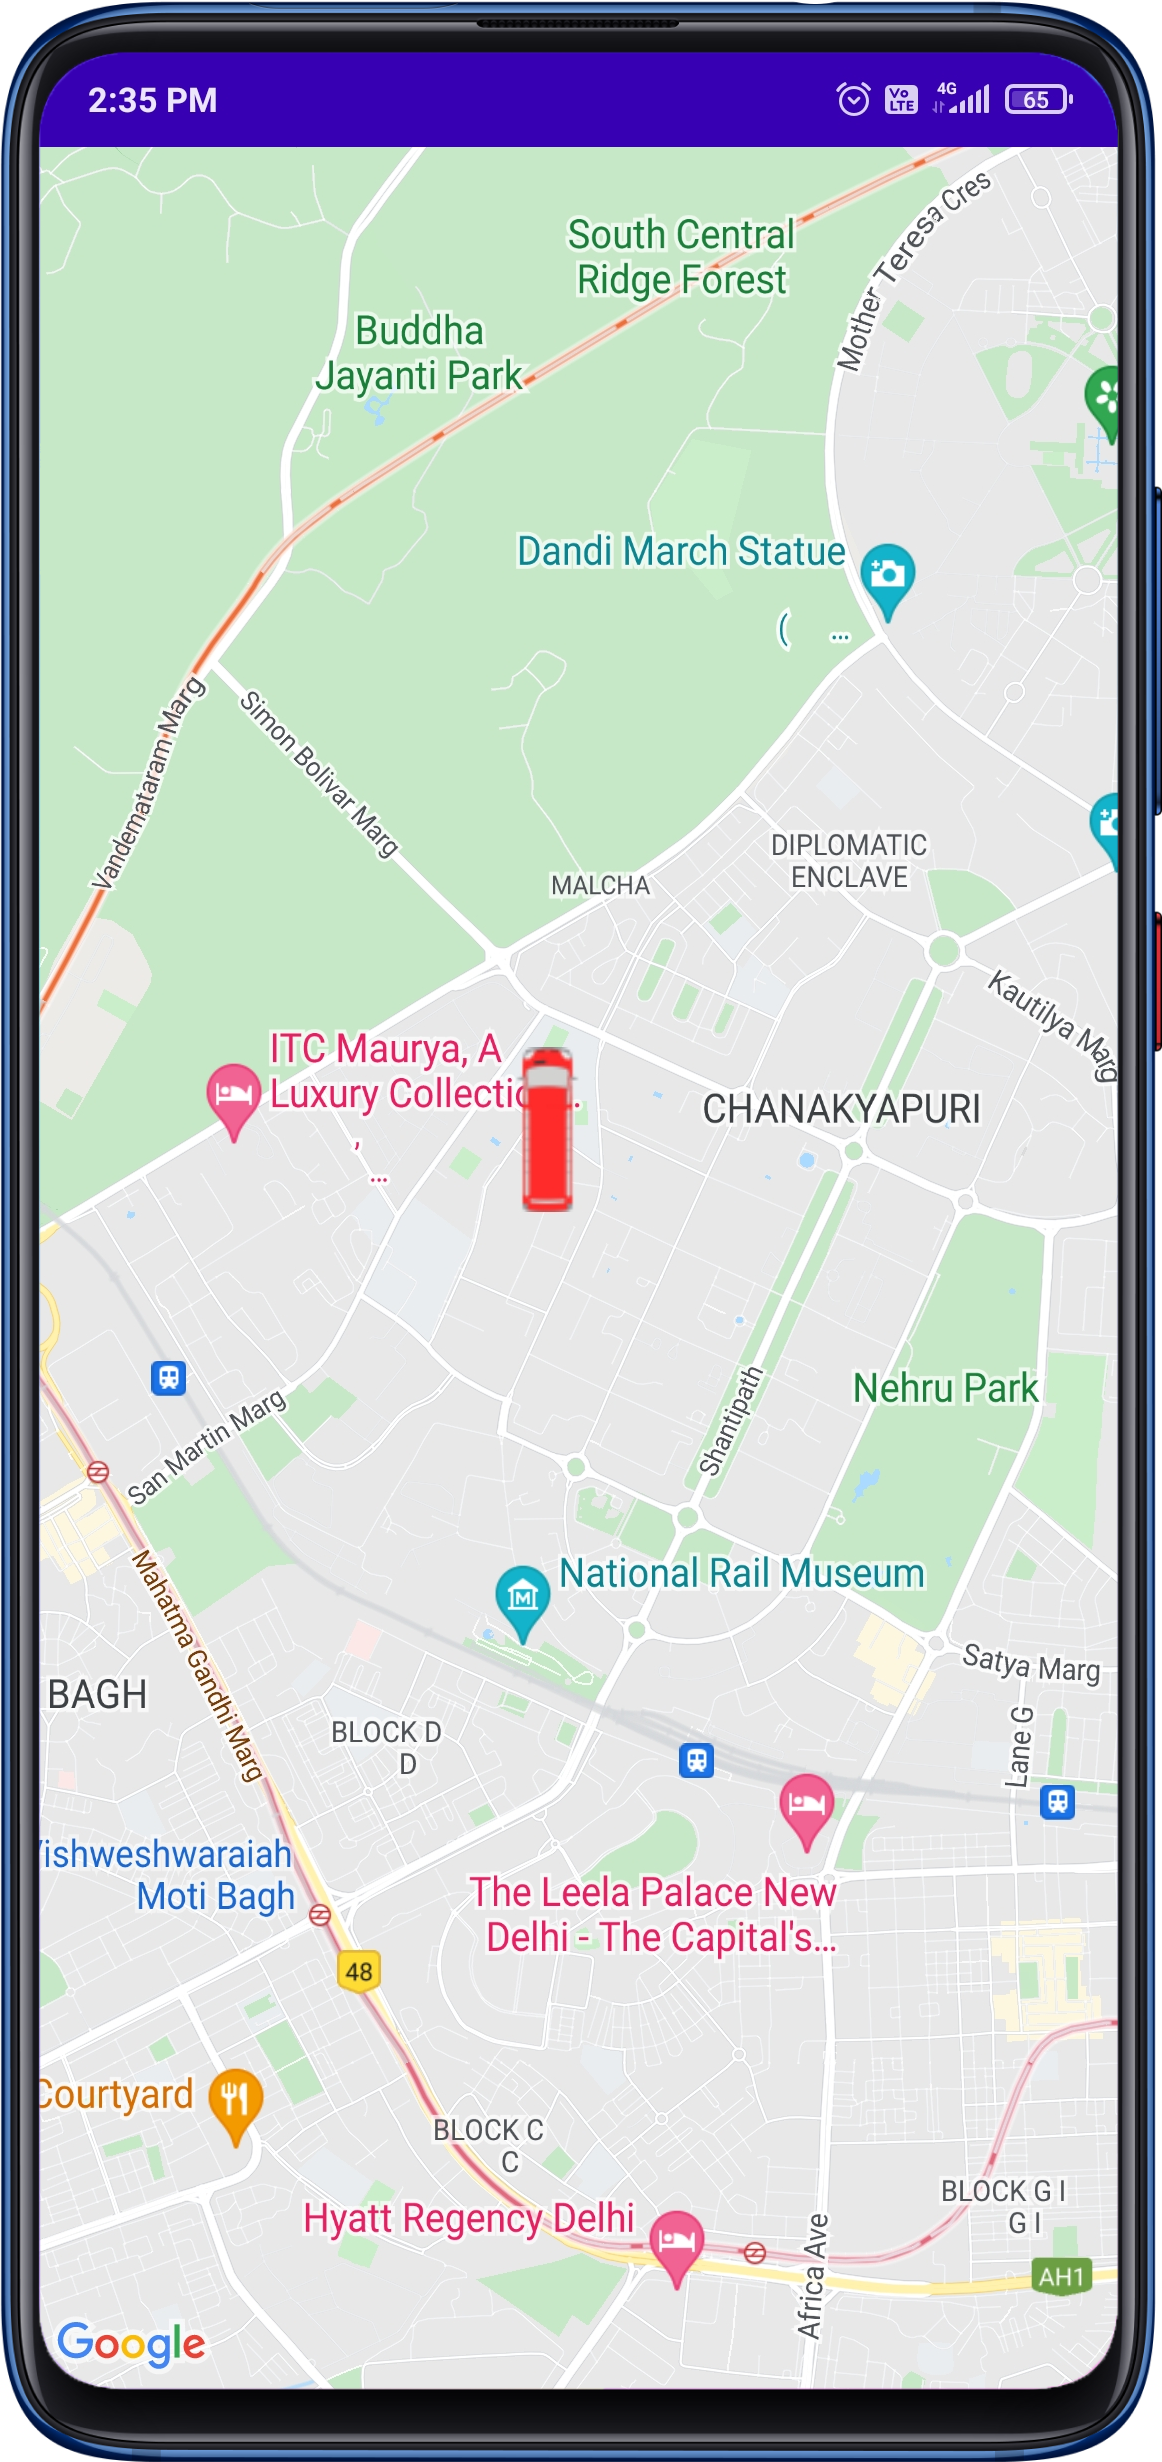 2:35 PM
4G
Vo
LTE
65
South Central
Ridge Forest
Mother Teresa Cres
Buddha
Jayanti Park
Dandi March Statue
( ...
Vandemataram Marg
Simon Bolivar Marg
DIPLOMATIC
ENCLAVE
MALCHA
Kautilya Marg
ITC Maurya, A
Luxury Collectio...
,
...
CHANAKYAPURI
Shantipath
Nehru Park
San Martin Marg
National Rail Museum
M
Mahatma Gandhi Marg
Satya Marg
BAGH
BLOCK D
D
Lane G
ishweshwaraiah
Moti Bagh
The Leela Palace New
Delhi - The Capital's...
48
Courtyard
BLOCK C
C
BLOCK G I
G I
Hyatt Regency Delhi
Africa Ave
AH1
Google